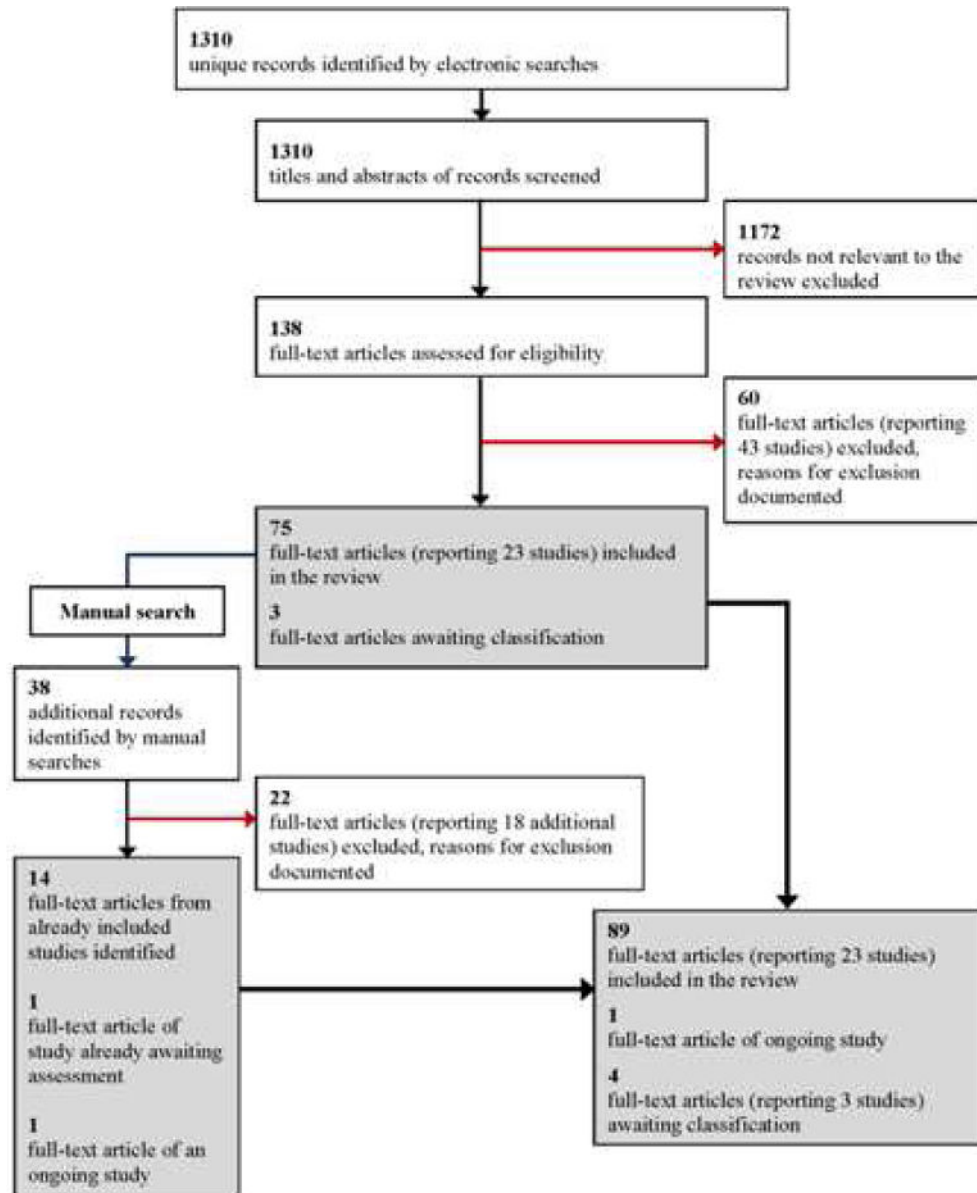 1310
unique records identified by electronic searches
1310
titles and abstracts of records screened
1172
records not relevant to the
review excluded
138
full-text articles assessed for eligibility
60
full-text articles (reporting
43 studies) excluded,
reasons for exclusion
documented
75
full-text articles (reporting 23 studies) included
in the review
3
full-text articles awaiting classification
Manual search
38
additional records
identified by manual
searches
22
full-text articles (reporting 18 additional
studies) excluded, reasons for exclusion
documented
14
full-text articles from
already included
studies identified
1
full-text article of
study already awaiting
assessment
1
full-text article of an
ongoing study
89
full-text articles (reporting 23 studies)
included in the review
1
full-text article of ongoing study
4
full-text articles (reporting 3 studies)
awaiting classification